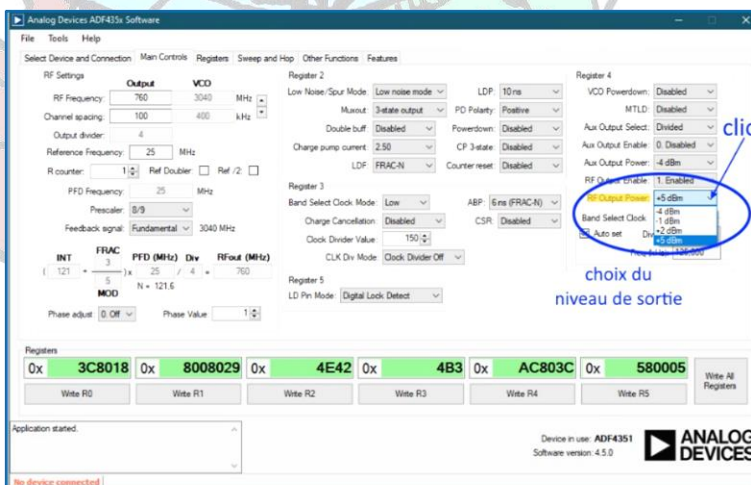 Analog Devices ADF435x Software
File Tools Help
Select Device and Connection Main Controls Registers Sweep and Hop Other Functions Features
RF Settings
Output VCO
RF Frequency: 760 3040 MHz
Channel spacing: 100 400 kHz
Output divider: 4
Reference Frequency: 25 MHz
R counter: 1 Ref Doubler: Ref /2:
PFD Frequency: 25 MHz
Prescaler: 8/9
Feedback signal: Fundamental 3040 MHz
INT FRAC PFD (MHz) Div RFout (MHz)
( 121 + 3 / 5 ) x 25 / 4 = 760
MOD N = 121.6
Phase adjust: 0. Off Phase Value: 1
Register 2
Low Noise/Spur Mode: Low noise mode LDP: 10 ns
Muxout: 3-state output PD Polarity: Positive
Double buff: Disabled Powerdown: Disabled
Charge pump current: 2.50 CP 3-state: Disabled
LDF: FRAC-N Counter reset: Disabled
Register 3
Band Select Clock Mode: Low ABP: 6 ns (FRAC-N)
Charge Cancellation: Disabled CSR: Disabled
Clock Divider Value: 150
CLK Div Mode: Clock Divider Off
Register 5
LD Pin Mode: Digital Lock Detect
Register 4
VCO Powerdown: Disabled
MTLD: Disabled
Aux Output Select: Divided
Aux Output Enable: 0. Disabled
Aux Output Power: -4 dBm
RF Output Enable: 1. Enabled
RF Output Power: +5 dBm
-4 dBm
-1 dBm
+2 dBm
+5 dBm
Band Select Clock
Auto set
125.000
clic
choix du
niveau de sortie
Registers
0x 3C8018 0x 8008029 0x 4E42 0x 4B3 0x AC803C 0x 580005
Write R0 Write R1 Write R2 Write R3 Write R4 Write R5 Write All Registers
Application started.
Device in use: ADF4351
Software version: 4.5.0
ANALOG
DEVICES
No device connected